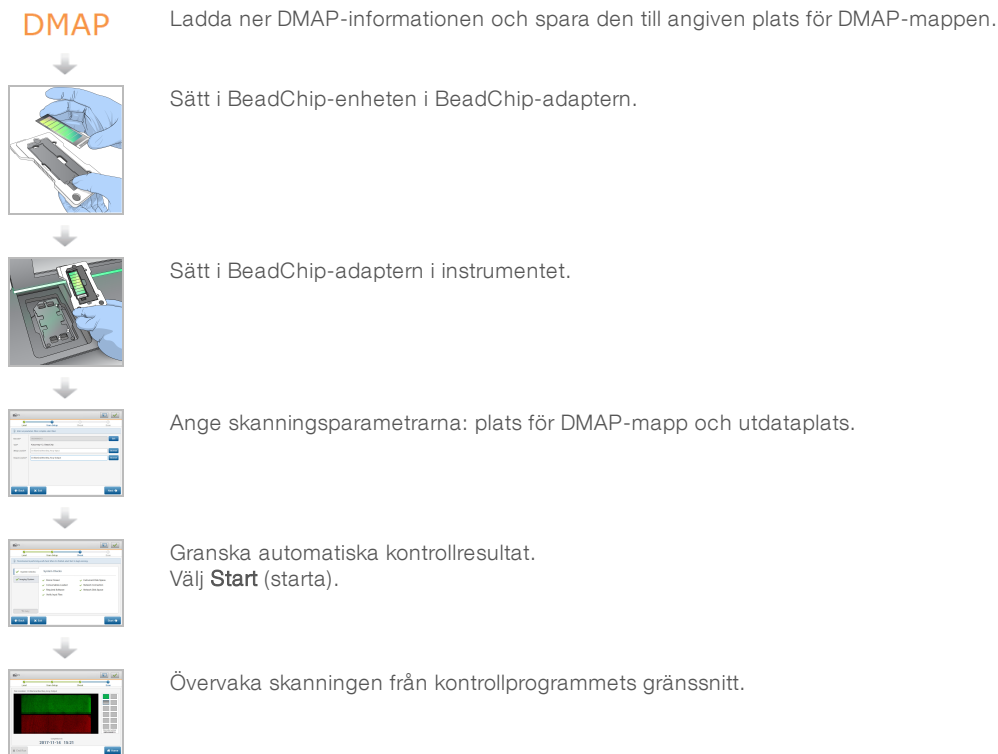 DMAP
Ladda ner DMAP-informationen och spara den till angiven plats för DMAP-mappen.
Sätt i BeadChip-enheten i BeadChip-adaptern.
Sätt i BeadChip-adaptern i instrumentet.
Ange skanningsparametrarna: plats för DMAP-mapp och utdataplats.
Granska automatiska kontrollresultat.
Välj Start (starta).
Övervaka skanningen från kontrollprogrammets gränssnitt.